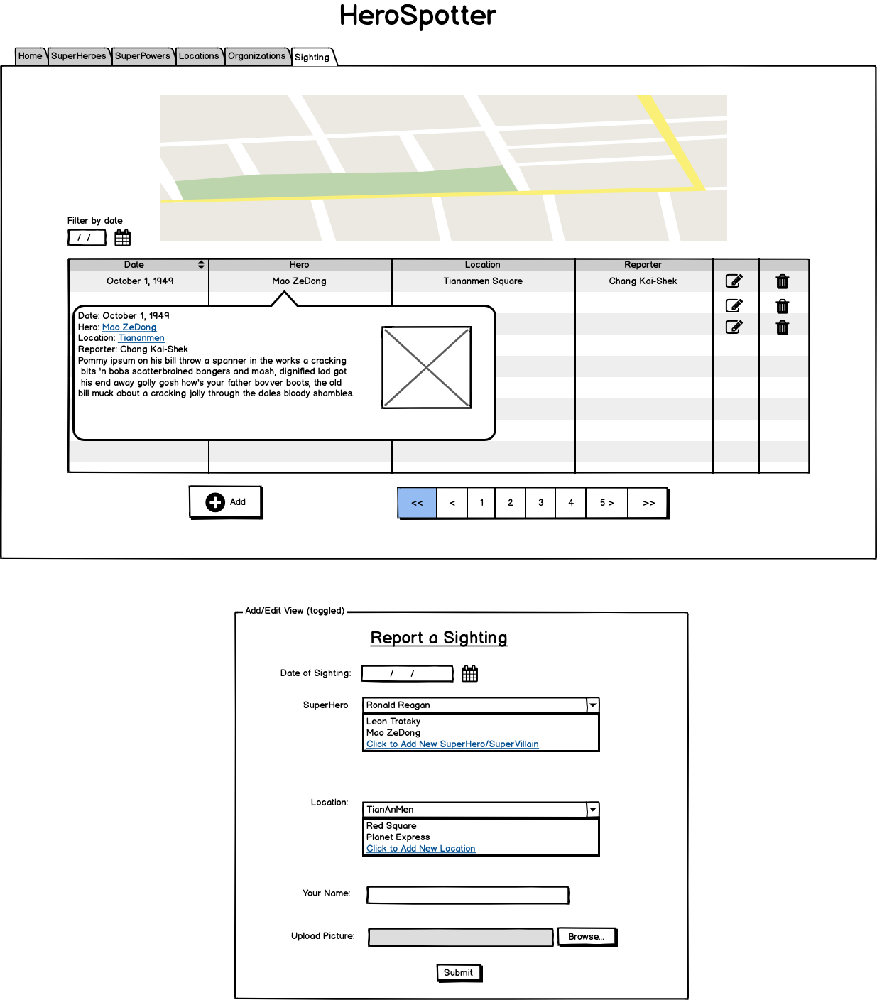 HeroSpotter
Home SuperHeroes SuperPowers Locations Organizations Sighting
Filter by date
/ /
Date Hero Location Reporter
October 1, 1949 Mao ZeDong Tiananmen Square Chang Kai-Shek
Date: October 1, 1949
Hero: Mao ZeDong
Location: Tiananmen
Reporter: Chang Kai-Shek
Pommy ipsum on his bill throw a spanner in the works a cracking
bits 'n bobs scatterbrained bangers and mash, dignified lad got
his end away golly gosh how's your father bovver boots, the old
bill muck about a cracking jolly through the dales bloody shambles.
Add
<< < 1 2 3 4 5 > >>
Add/Edit View (toggled)
Report a Sighting
Date of Sighting: / /
SuperHero Ronald Reagan
Leon Trotsky
Mao ZeDong
Click to Add New SuperHero/SuperVillain
Location: TianAnMen
Red Square
Planet Express
Click to Add New Location
Your Name:
Upload Picture: Browse...
Submit